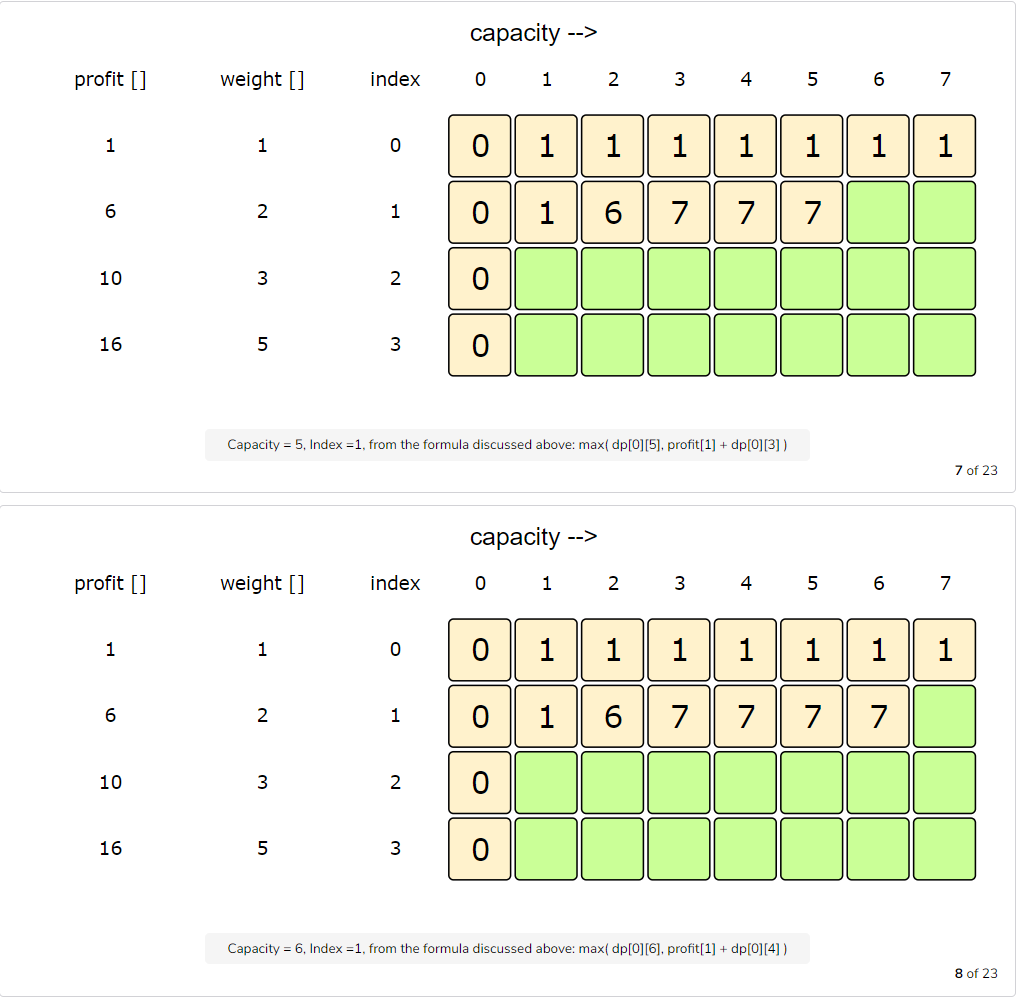 capacity -->
profit [] weight [] index 0 1 2 3 4 5 6 7
1 1 0 0 1 1 1 1 1 1 1
6 2 1 0 1 6 7 7 7
10 3 2 0
16 5 3 0
Capacity = 5, Index =1, from the formula discussed above: max( dp[0][5], profit[1] + dp[0][3] )
7 of 23
capacity -->
profit [] weight [] index 0 1 2 3 4 5 6 7
1 1 0 0 1 1 1 1 1 1 1
6 2 1 0 1 6 7 7 7 7
10 3 2 0
16 5 3 0
Capacity = 6, Index =1, from the formula discussed above: max( dp[0][6], profit[1] + dp[0][4] )
8 of 23